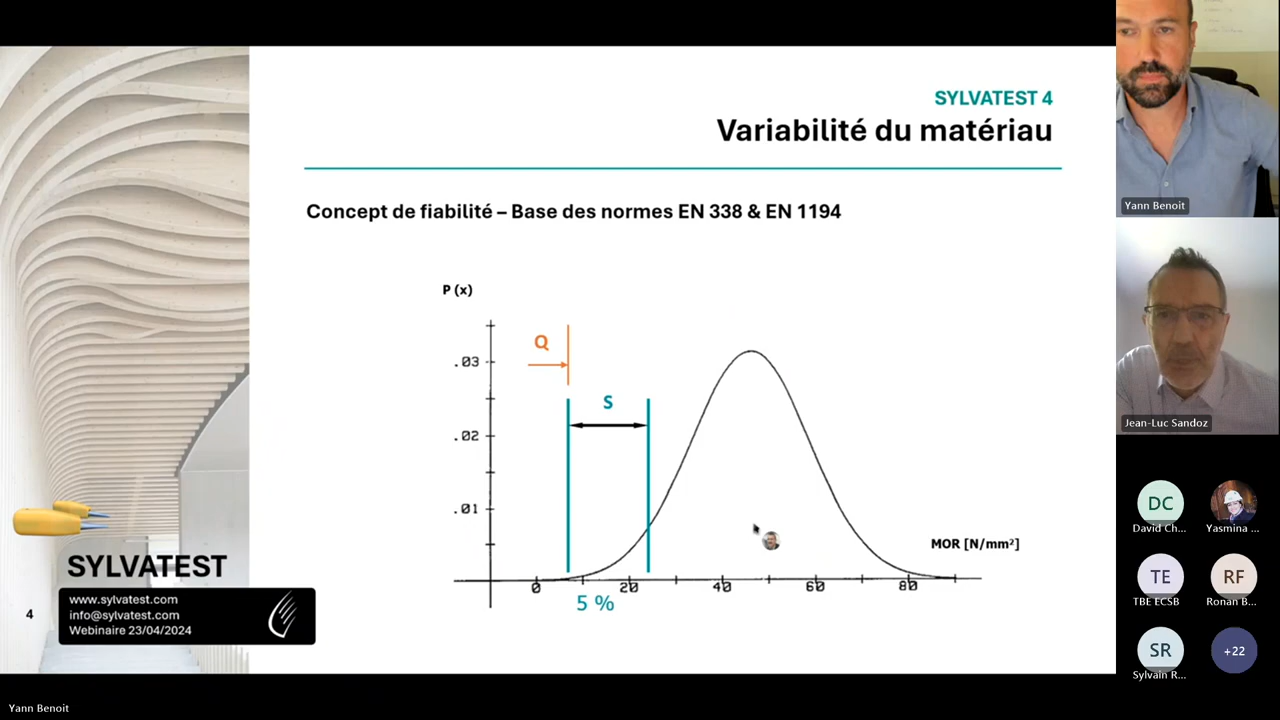 SYLVATEST 4
Variabilité du matériau
Concept de fiabilité – Base des normes EN 338 & EN 1194
P (x)
Q
.03
S
.02
.01
MOR [N/mm²]
0 20 40 60 80
5 %
SYLVATEST
www.sylvatest.com
info@sylvatest.com
Webinaire 23/04/2024
4
Yann Benoit
Jean-Luc Sandoz
DC
David Ch...
Yasmina ...
TE
RF
TBE ECSB
Ronan B...
SR
+22
Sylvain R...
Yann Benoit